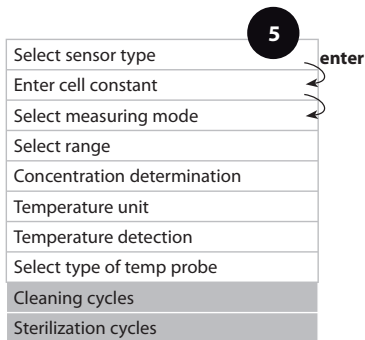 5
Select sensor type
enter
Enter cell constant
Select measuring mode
Select range
Concentration determination
Temperature unit
Temperature detection
Select type of temp probe
Cleaning cycles
Sterilization cycles